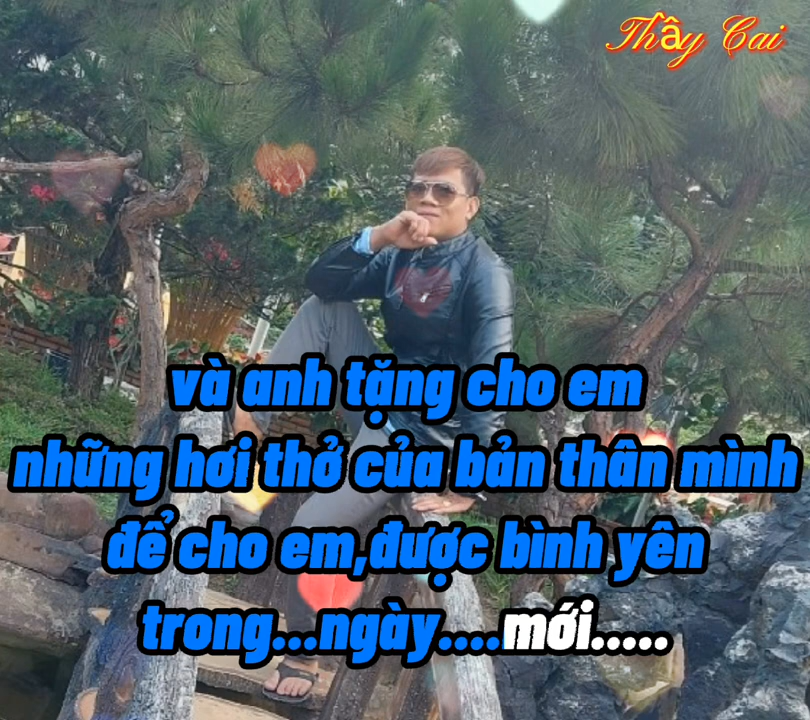 Thầy Cai
và anh tặng cho em
những hơi thở của bản thân mình
để cho em,được bình yên
trong...ngày....mới.....